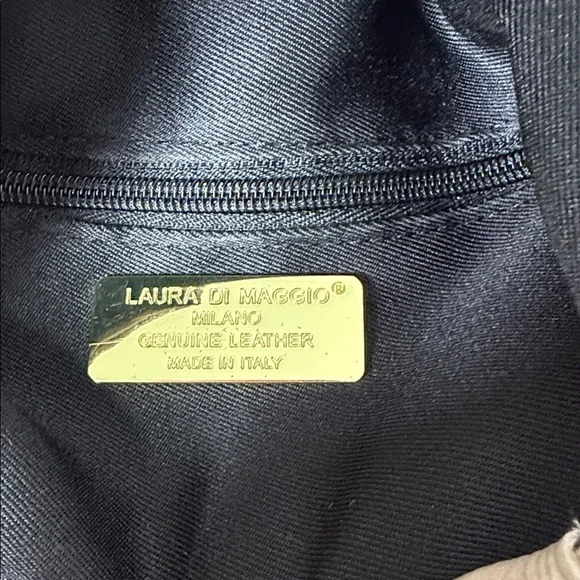 LAURA DI MAGGIO®
MILANO
GENUINE LEATHER
MADE IN ITALY